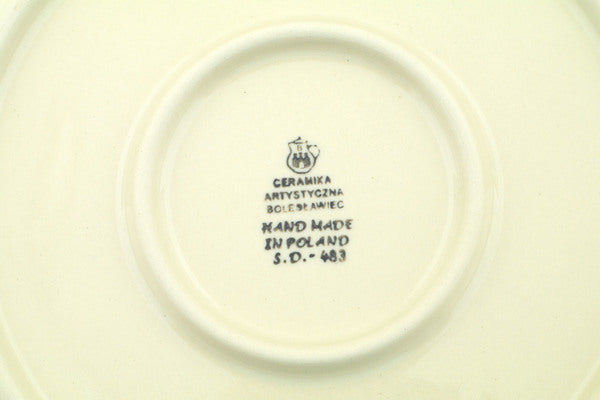 B
CERAMIKA
ARTYSTYCZNA
BOLESŁAWIEC
HAND MADE
IN POLAND
S.D.- 483